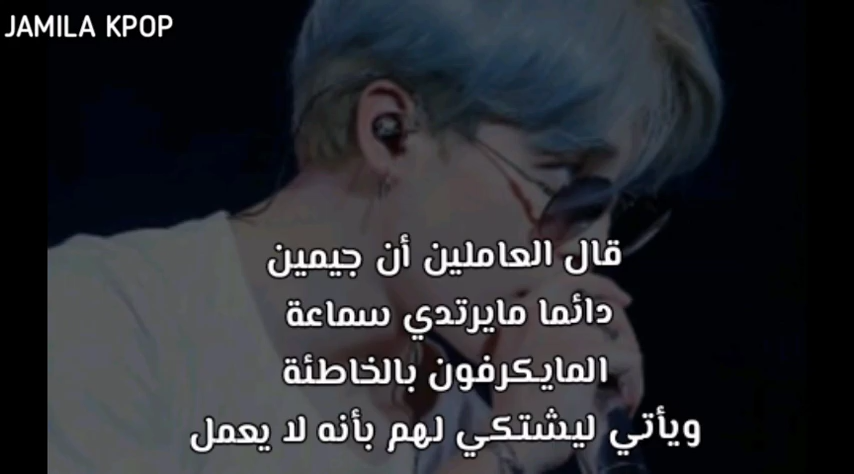 JAMILA KPOP
قال العاملين أن جيمين
دائما مايرتدي سماعة
المايكرفون بالخاطئة
ويأتي ليشتكي لهم بأنه لا يعمل